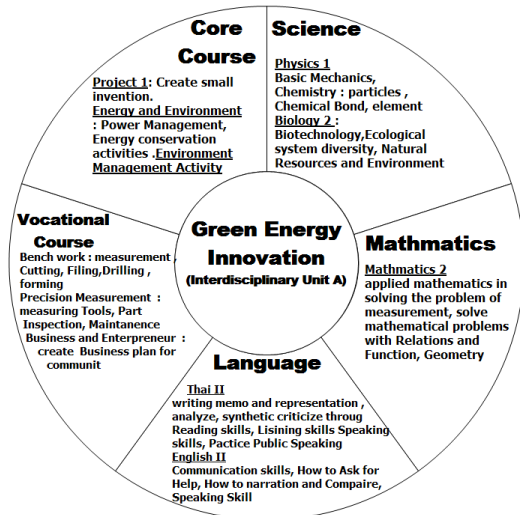 Core
Course
Project 1: Create small
invention.
Energy and Environment
: Power Management,
Energy conservation
activities .Environment
Management Activity
Science
Physics 1
Basic Mechanics,
Chemistry : particles ,
Chemical Bond, element
Biology 2 :
Biotechnology,Ecological
system diversity, Natural
Resources and Environment
Vocational
Course
Bench work : measurement ,
Cutting, Filing,Drilling ,
forming
Precision Measurement :
measuring Tools, Part
Inspection, Maintanence
Business and Enterpreneur :
create Business plan for
communit
Green Energy
Innovation
(Interdisciplinary Unit A)
Mathmatics
Mathmatics 2
applied mathematics in
solving the problem of
measurement, solve
mathematical problems
with Relations and
Function, Geometry
Language
Thai II
writing memo and representation ,
analyze, synthetic criticize throug
Reading skills, Lisining skills Speaking
skills, Pactice Public Speaking
English II
Communication skills, How to Ask for
Help, How to narration and Compaire,
Speaking Skill